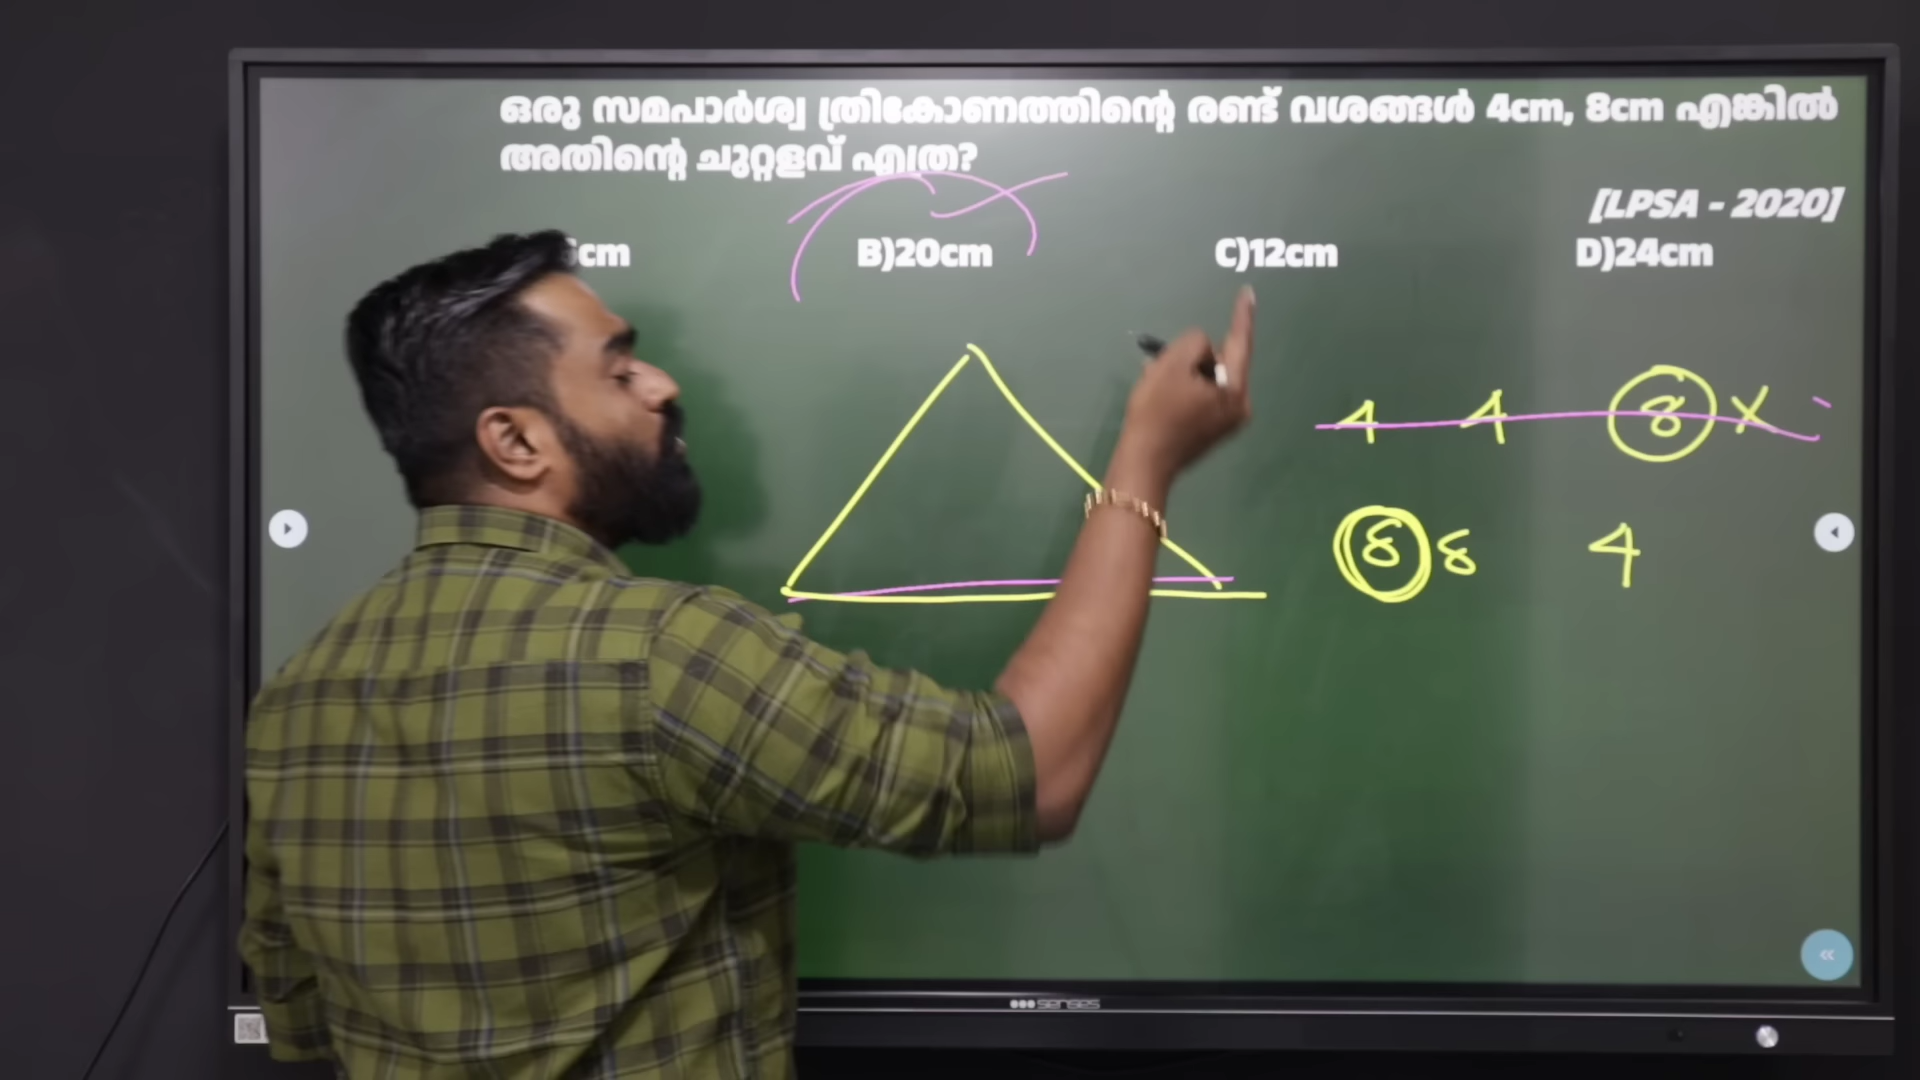 ഒരു സമപാർശ്വ ത്രികോണത്തിന്റെ രണ്ട് വശങ്ങൾ 4cm, 8cm എങ്കിൽ
അതിന്റെ ചുറ്റളവ് എത്ര?
[LPSA - 2020]
cm B)20cm C)12cm D)24cm
4 4 8 X
8 8 4
senses